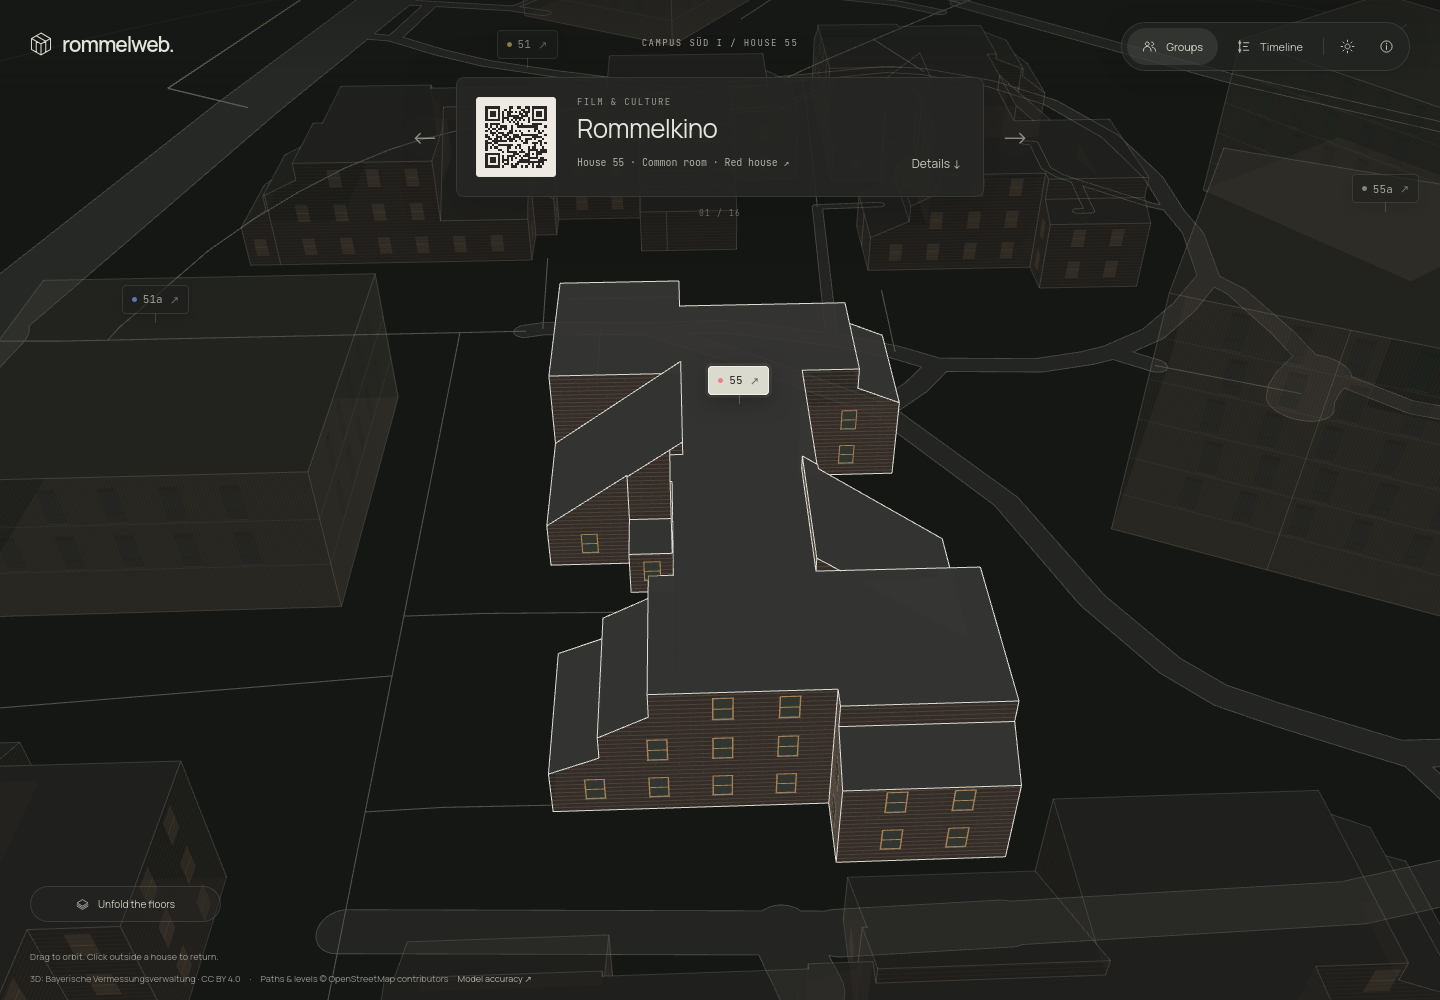 rommelweb.
51 ↗
CAMPUS SÜD I / HOUSE 55
Groups
Timeline
FILM & CULTURE
Rommelkino
House 55 · Common room · Red house ↗
Details ↓
←
→
01 / 16
55a ↗
51a ↗
55 ↗
Unfold the floors
Drag to orbit. Click outside a house to return.
3D: Bayerische Vermessungsverwaltung · CC BY 4.0 · Paths & levels © OpenStreetMap contributors Model accuracy ↗